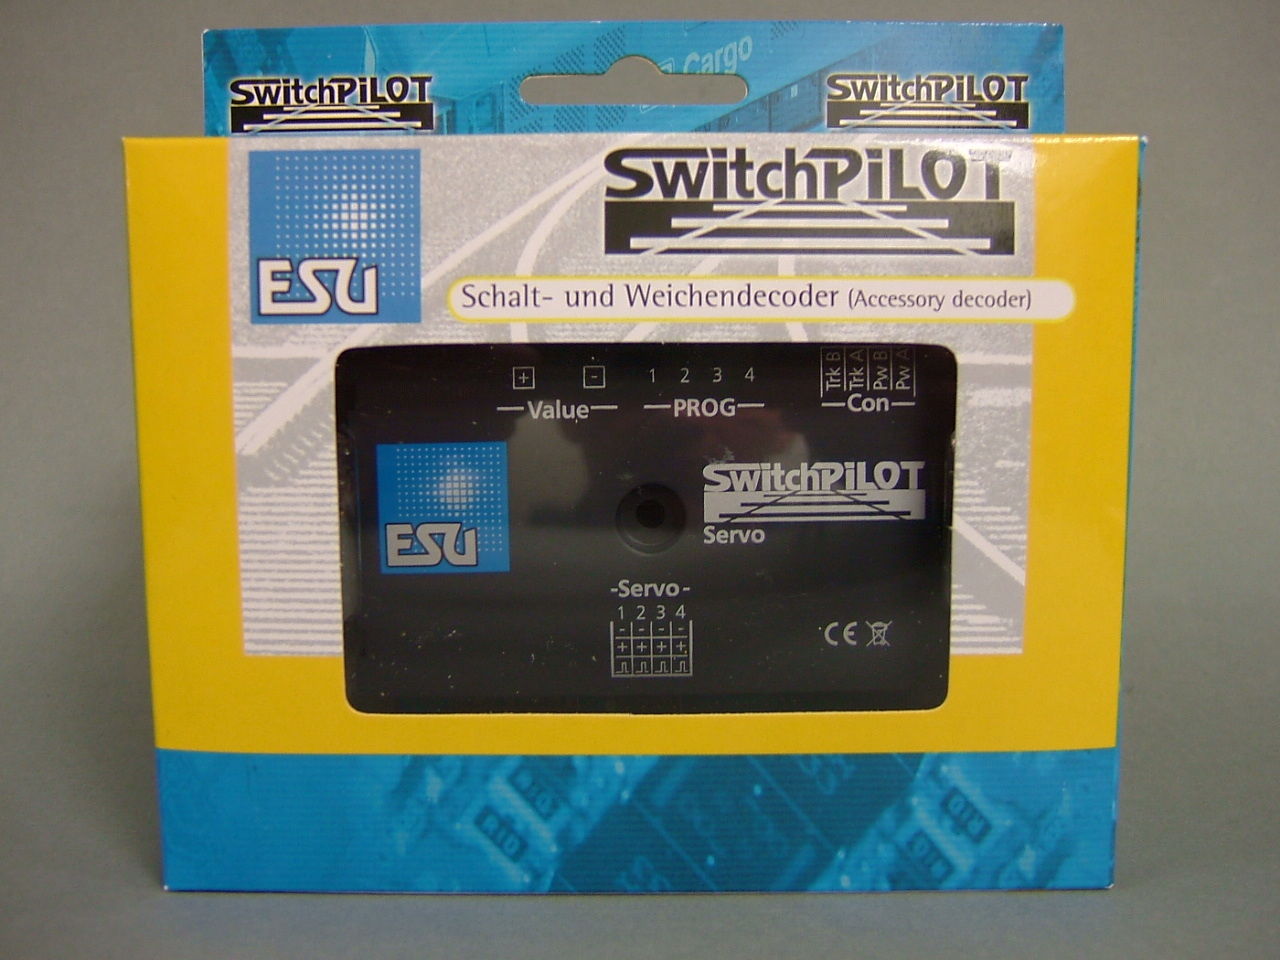 Cargo
SwitchPiLOT
SwitchPiLOT
SwitchPiLOT
ESU
Schalt- und Weichendecoder (Accessory decoder)
+ - 1 2 3 4 Trk B Trk A Pw B Pw A
Value PROG Con
SwitchPiLOT
ESU
Servo
-Servo-
1 2 3 4
- - - -
+ + + +
CE